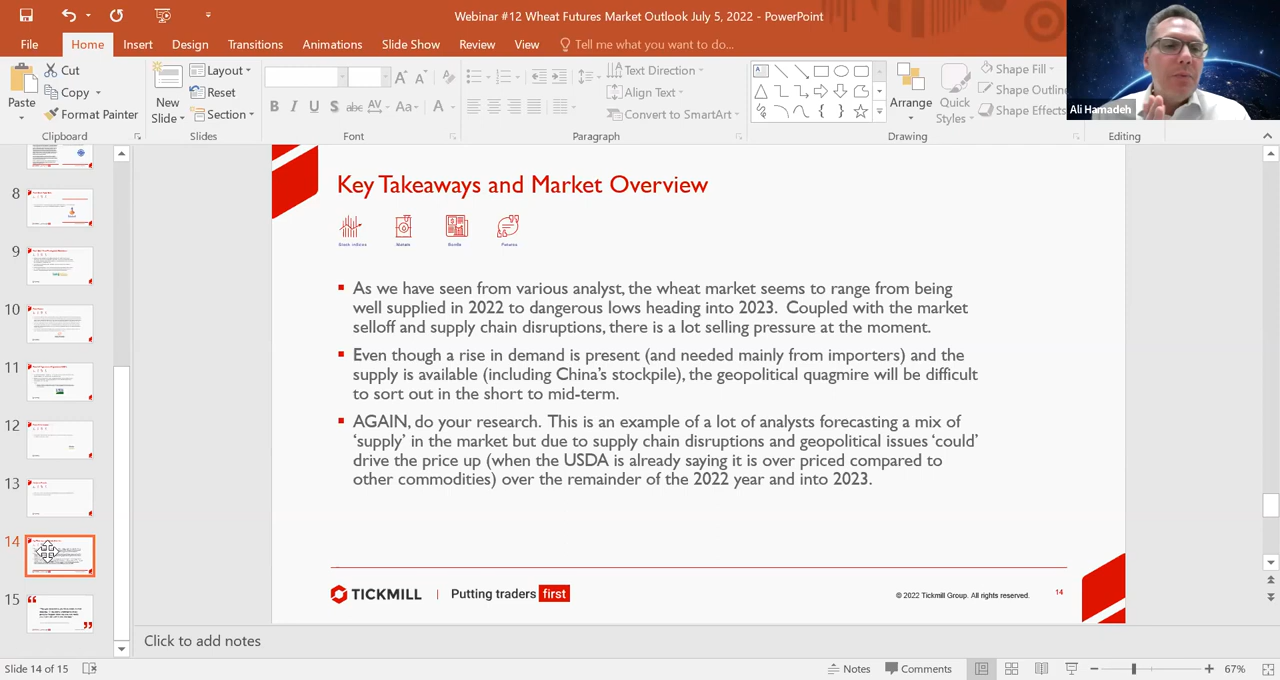 Webinar #12 Wheat Futures Market Outlook July 5, 2022 - PowerPoint
File Home Insert Design Transitions Animations Slide Show Review View Tell me what you want to do...
Ali Hamadeh
Paste
Cut
Copy
Format Painter
Clipboard
New
Slide
Layout
Reset
Section
Slides
B I U S abc AV Aa A
Font
Text Direction
Align Text
Convert to SmartArt
Paragraph
Arrange
Quick
Styles
Shape Fill
Shape Outlin
Shape Effects
Drawing
Editing
8
9
10
11
12
13
14
15
Key Takeaways and Market Overview
Futures
As we have seen from various analyst, the wheat market seems to range from being
well supplied in 2022 to dangerous lows heading into 2023. Coupled with the market
selloff and supply chain disruptions, there is a lot selling pressure at the moment.
Even though a rise in demand is present (and needed mainly from importers) and the
supply is available (including China’s stockpile), the geopolitical quagmire will be difficult
to sort out in the short to mid-term.
AGAIN, do your research. This is an example of a lot of analysts forecasting a mix of
‘supply’ in the market but due to supply chain disruptions and geopolitical issues ‘could’
drive the price up (when the USDA is already saying it is over priced compared to
other commodities) over the remainder of the 2022 year and into 2023.
TICKMILL | Putting traders first
© 2022 Tickmill Group. All rights reserved. 14
Click to add notes
Slide 14 of 15
Notes Comments 67%